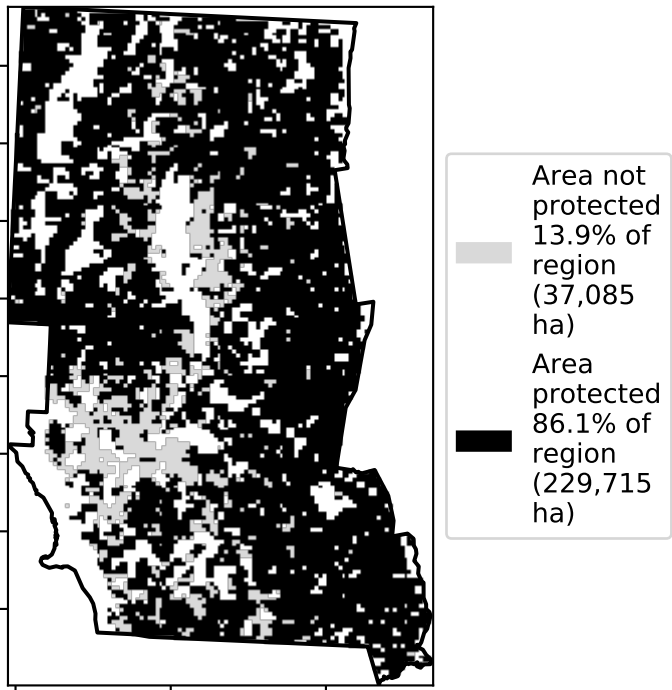 Area not
protected
13.9% of
region
(37,085
ha)
Area
protected
86.1% of
region
(229,715
ha)